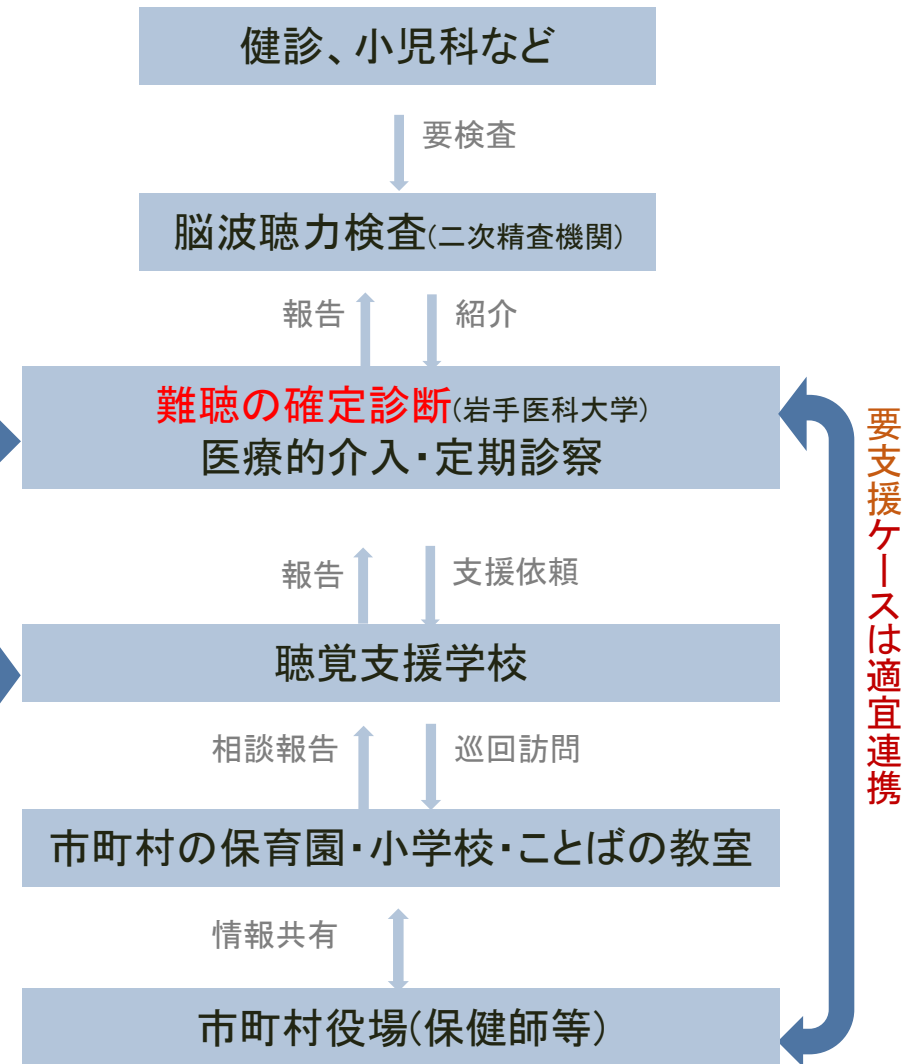 健診、小児科など
要検査
脳波聴力検査(二次精査機関)
報告
紹介
難聴の確定診断(岩手医科大学)
医療的介入・定期診察
報告
支援依頼
聴覚支援学校
相談報告
巡回訪問
市町村の保育園・小学校・ことばの教室
情報共有
市町村役場(保健師等)
要支援ケースは適宜連携